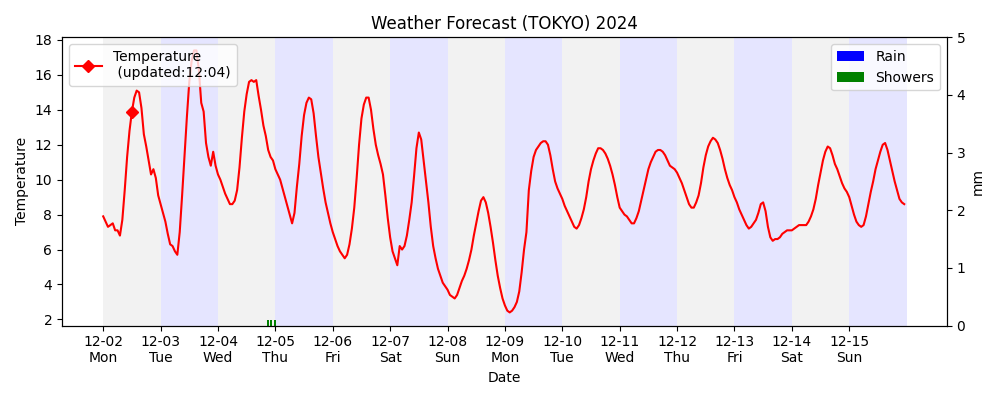 Weather Forecast (TOKYO) 2024
Temperature
(updated:12:04)
Rain
Showers
18
16
14
12
10
8
6
4
2
Temperature
5
4
3
2
1
0
mm
12-02 12-03 12-04 12-05 12-06 12-07 12-08 12-09 12-10 12-11 12-12 12-13 12-14 12-15
Mon Tue Wed Thu Fri Sat Sun Mon Tue Wed Thu Fri Sat Sun
Date